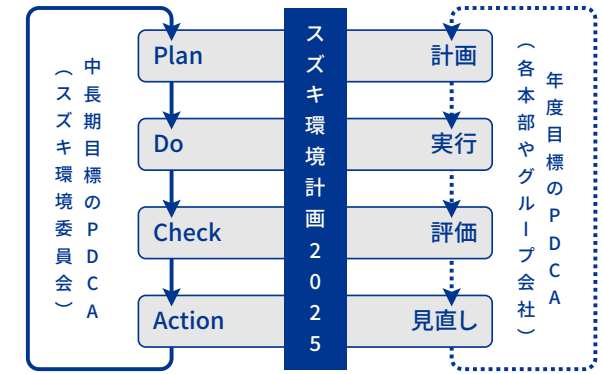 中長期目標のPDCA
（スズキ環境委員会）
Plan
Do
Check
Action
スズキ環境計画2025
計画
実行
評価
見直し
年度目標のPDCA
（各本部やグループ会社）